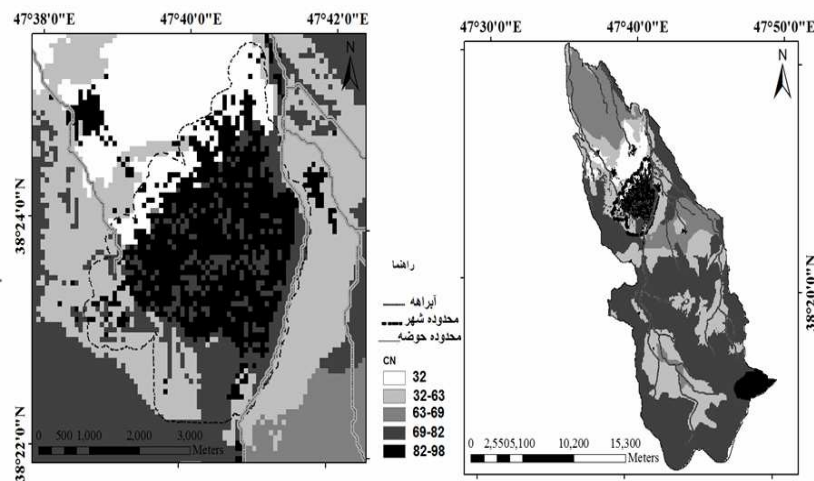 47°38'0"E 47°40'0"E 47°42'0"E
N
38°24'0"N
38°22'0"N
0 500 1,000 2,000 3,000
Meters
راهنما
آبراهه
محدوده شهر
محدوده حوضه
CN
32
32-63
63-69
69-82
82-98
47°30'0"E 47°40'0"E 47°50'0"E
N
38°20'0"N
0 2,555 0 5,100 10,200 15,300
Meters